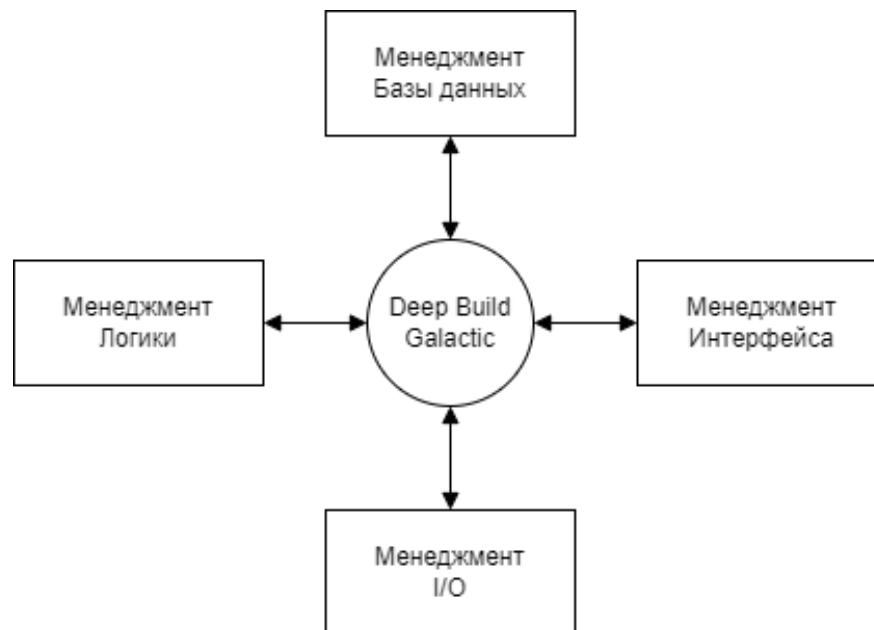 Менеджмент
Базы данных
Менеджмент
Логики
Deep Build
Galactic
Менеджмент
Интерфейса
Менеджмент
I/O